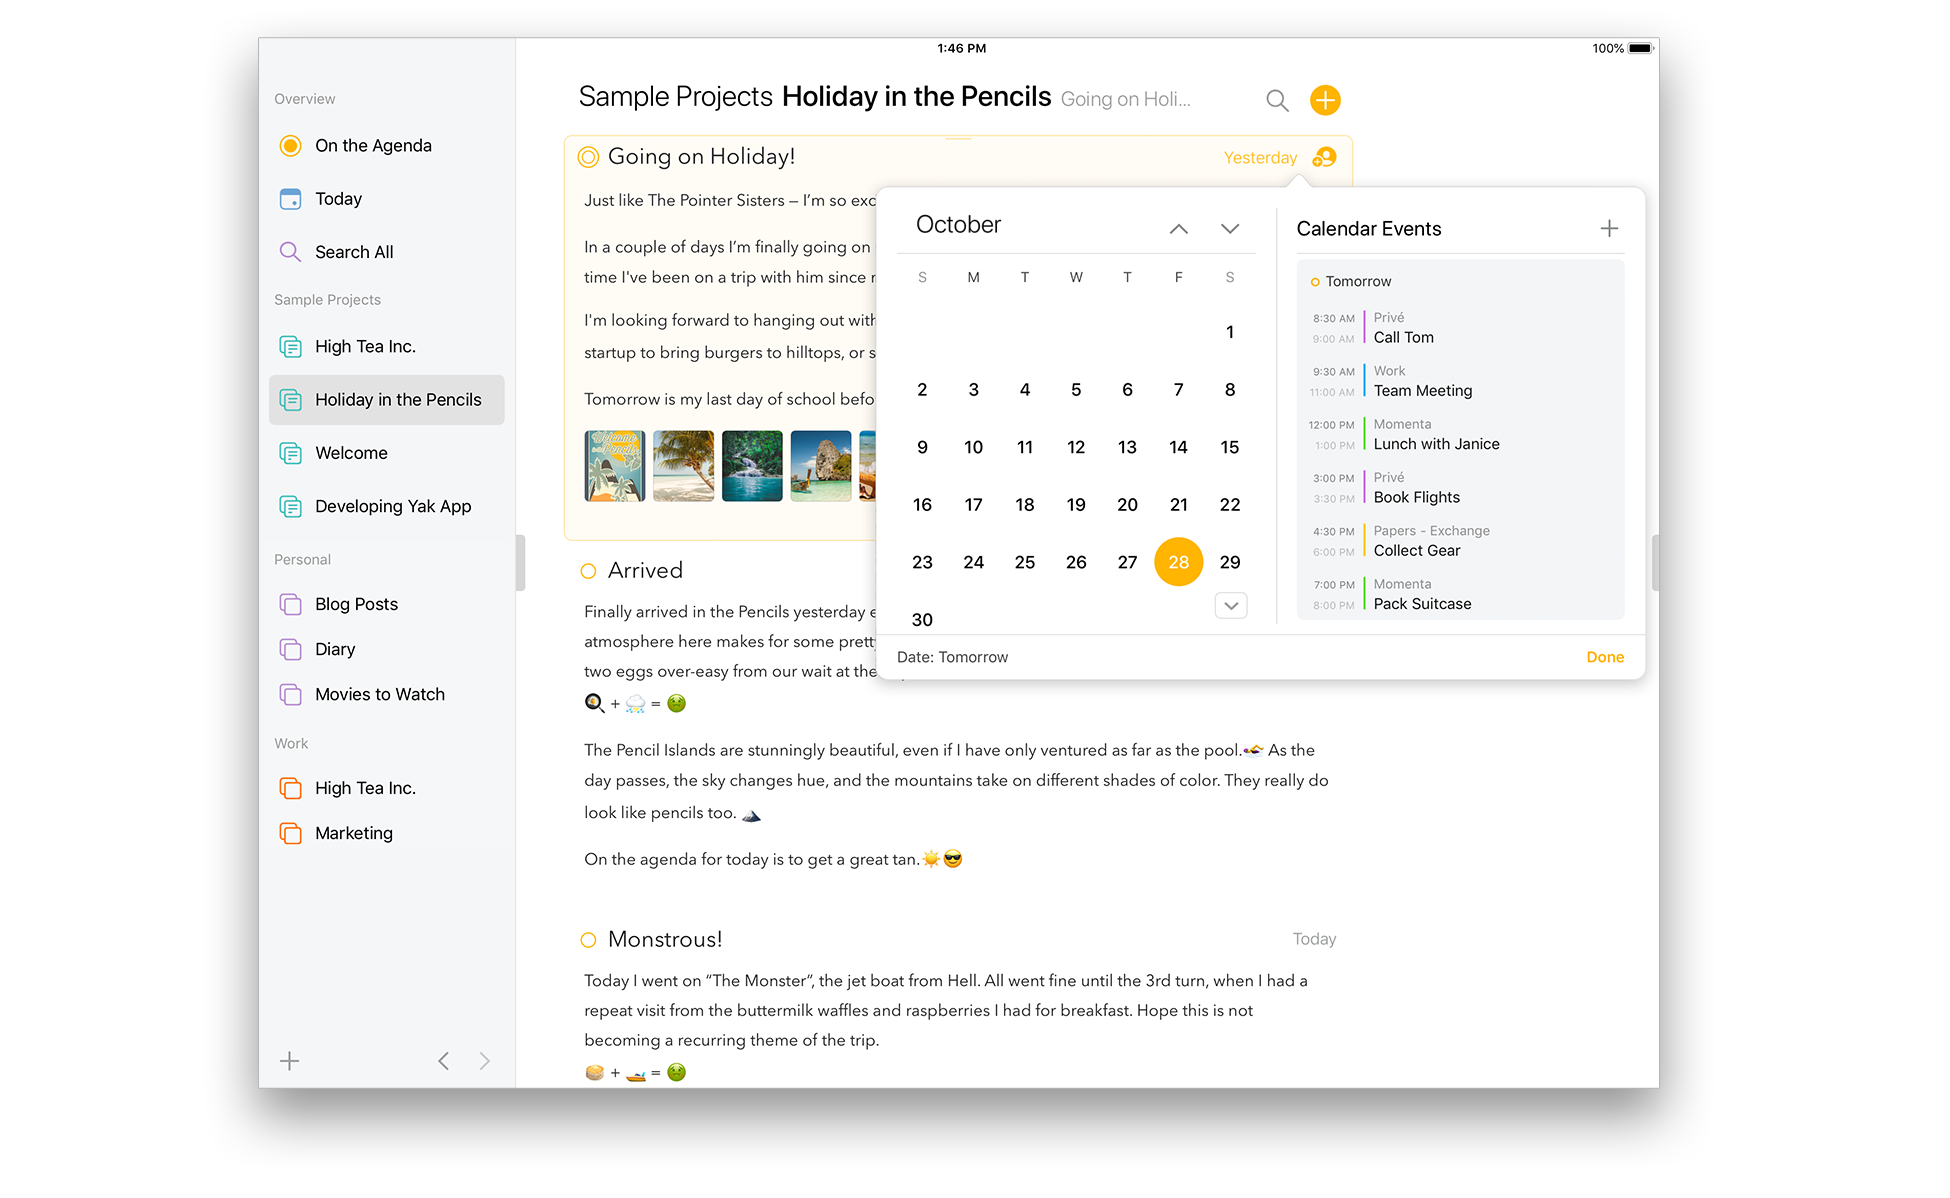 1:46 PM
100%
Overview
On the Agenda
Today
Search All
Sample Projects
High Tea Inc.
Holiday in the Pencils
Welcome
Developing Yak App
Personal
Blog Posts
Diary
Movies to Watch
Work
High Tea Inc.
Marketing
Sample Projects Holiday in the Pencils Going on Holi...
Going on Holiday!
Yesterday
Just like The Pointer Sisters – I’m so exc
In a couple of days I’m finally going on
time I've been on a trip with him since
I'm looking forward to hanging out with
startup to bring burgers to hilltops, or s
Tomorrow is my last day of school befo
Welcome
Pencils
Arrived
Finally arrived in the Pencils yesterday e
atmosphere here makes for some pretty
two eggs over-easy from our wait at the
+ =
The Pencil Islands are stunningly beautiful, even if I have only ventured as far as the pool. As the
day passes, the sky changes hue, and the mountains take on different shades of color. They really do
look like pencils too.
On the agenda for today is to get a great tan.
Monstrous!
Today
Today I went on “The Monster”, the jet boat from Hell. All went fine until the 3rd turn, when I had a
repeat visit from the buttermilk waffles and raspberries I had for breakfast. Hope this is not
becoming a recurring theme of the trip.
+ =
October
S M T W T F S
1
2 3 4 5 6 7 8
9 10 11 12 13 14 15
16 17 18 19 20 21 22
23 24 25 26 27 28 29
30
Calendar Events
Tomorrow
8:30 AM Privé
9:00 AM Call Tom
9:30 AM Work
11:00 AM Team Meeting
12:00 PM Momenta
1:00 PM Lunch with Janice
3:00 PM Privé
3:30 PM Book Flights
4:30 PM Papers - Exchange
6:00 PM Collect Gear
7:00 PM Momenta
8:00 PM Pack Suitcase
Date: Tomorrow
Done